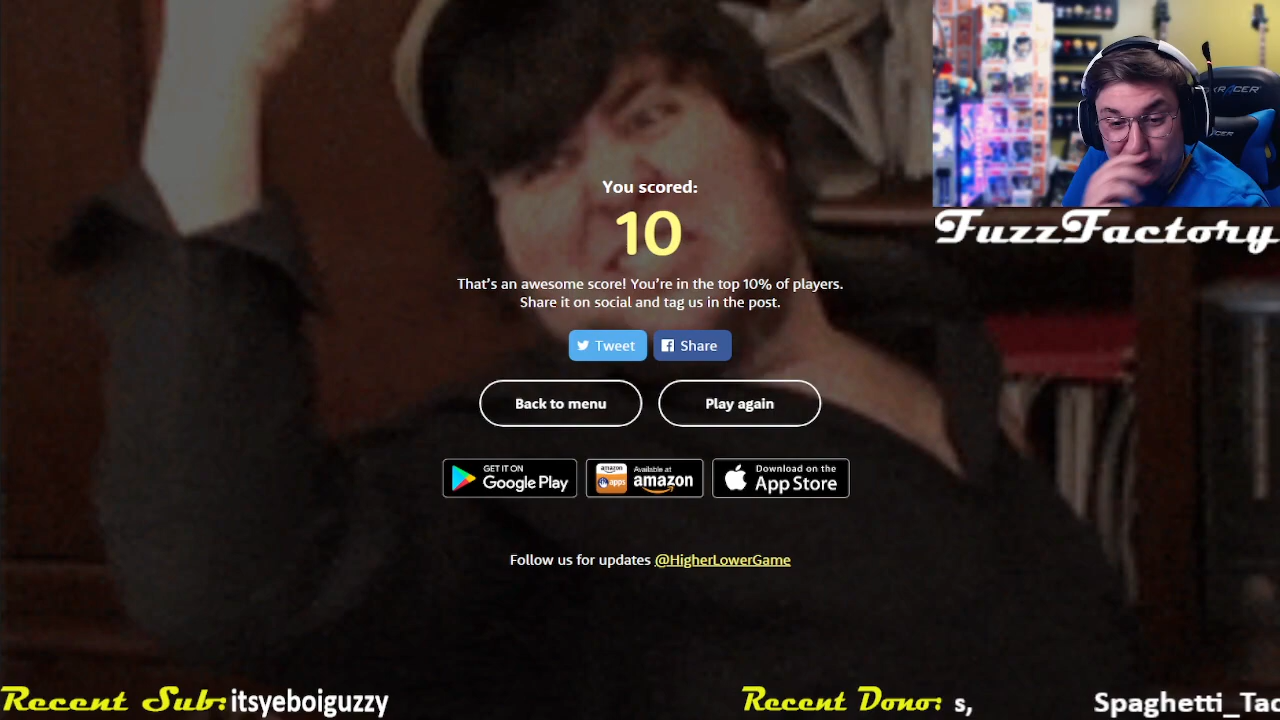 You scored:
10
That's an awesome score! You're in the top 10% of players.
Share it on social and tag us in the post.
Tweet
Share
Back to menu
Play again
GET IT ON
Google Play
amazon
apps
Available at
amazon
Download on the
App Store
Follow us for updates @HigherLowerGame
FuzzFactory
Recent Sub: itsyeboiguzzy
Recent Dono: s,
Spaghetti_Tac